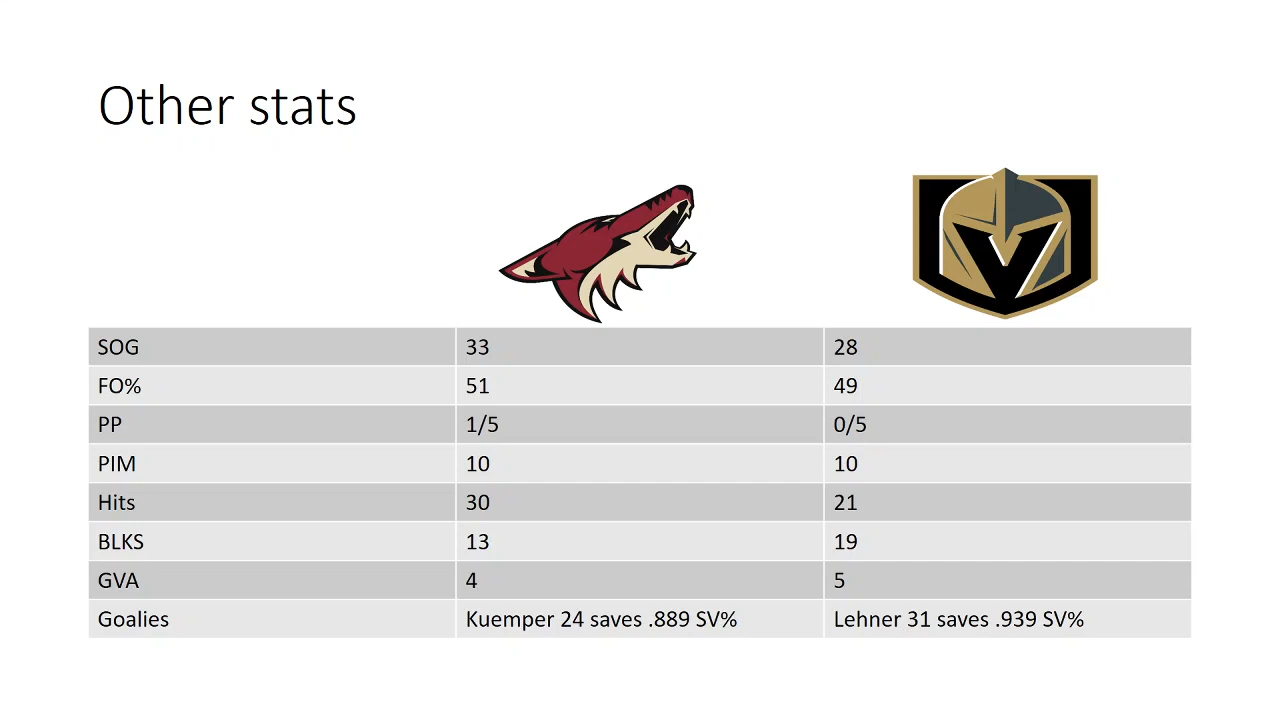 Other stats
SOG 33 28
FO% 51 49
PP 1/5 0/5
PIM 10 10
Hits 30 21
BLKS 13 19
GVA 4 5
Goalies Kuemper 24 saves .889 SV% Lehner 31 saves .939 SV%